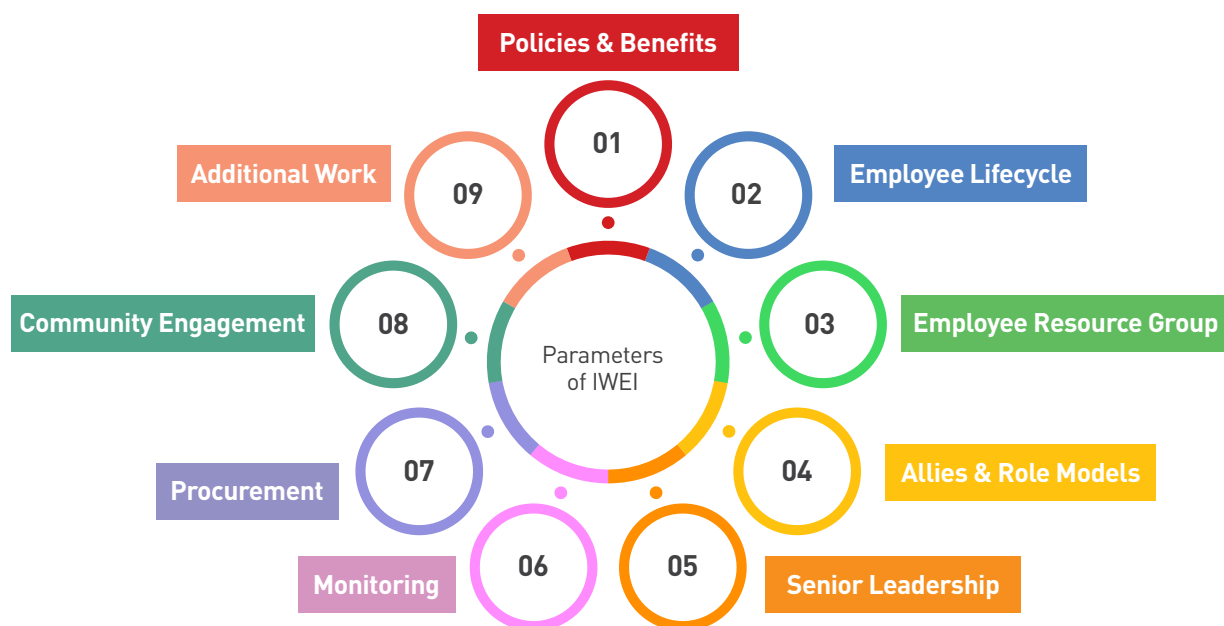 Policies & Benefits
01
Employee Lifecycle
02
Employee Resource Group
03
Allies & Role Models
04
Senior Leadership
05
Monitoring
06
Procurement
07
Community Engagement
08
Additional Work
09
Parameters
of IWEI